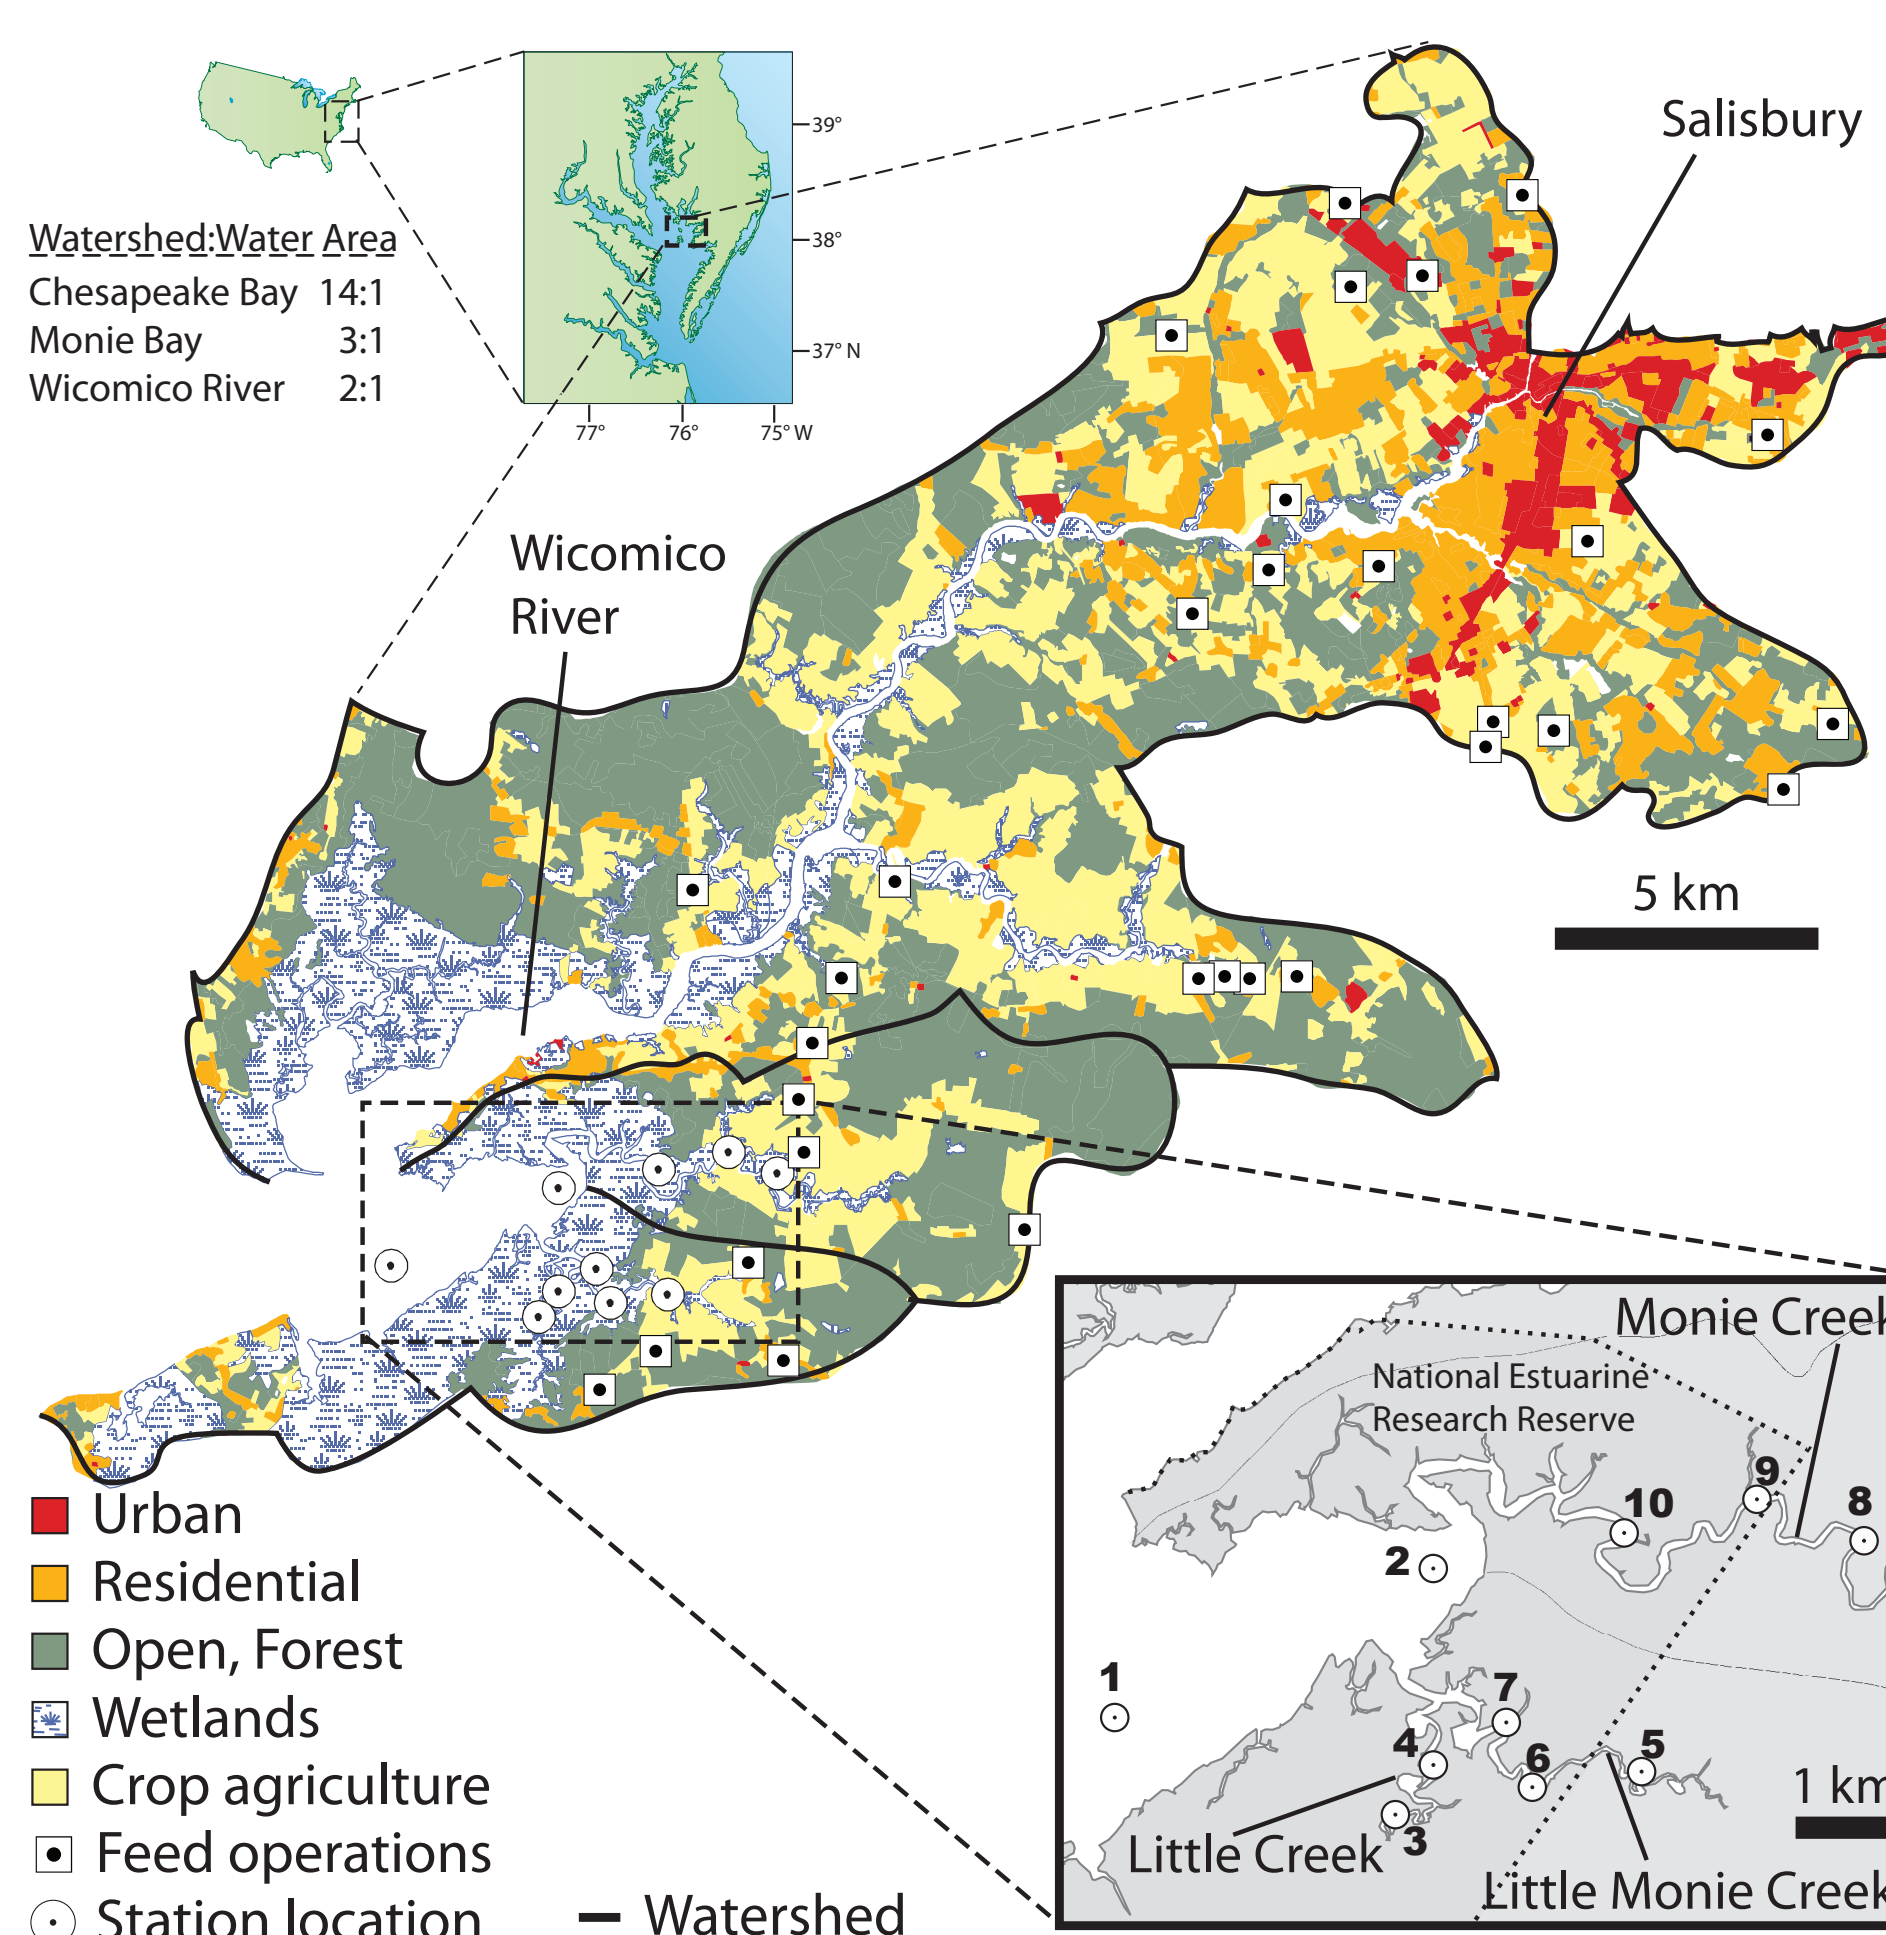 39°
38°
37° N
77°
76°
75° W
Watershed:Water Area
Chesapeake Bay 14:1
Monie Bay 3:1
Wicomico River 2:1
Salisbury
Wicomico
River
5 km
Urban
Residential
Open, Forest
Wetlands
Crop agriculture
Feed operations
Station location
Watershed
Monie Creek
National Estuarine
Research Reserve
9
10
8
2
1
7
4
6
5
3
1 km
Little Creek
Little Monie Creek